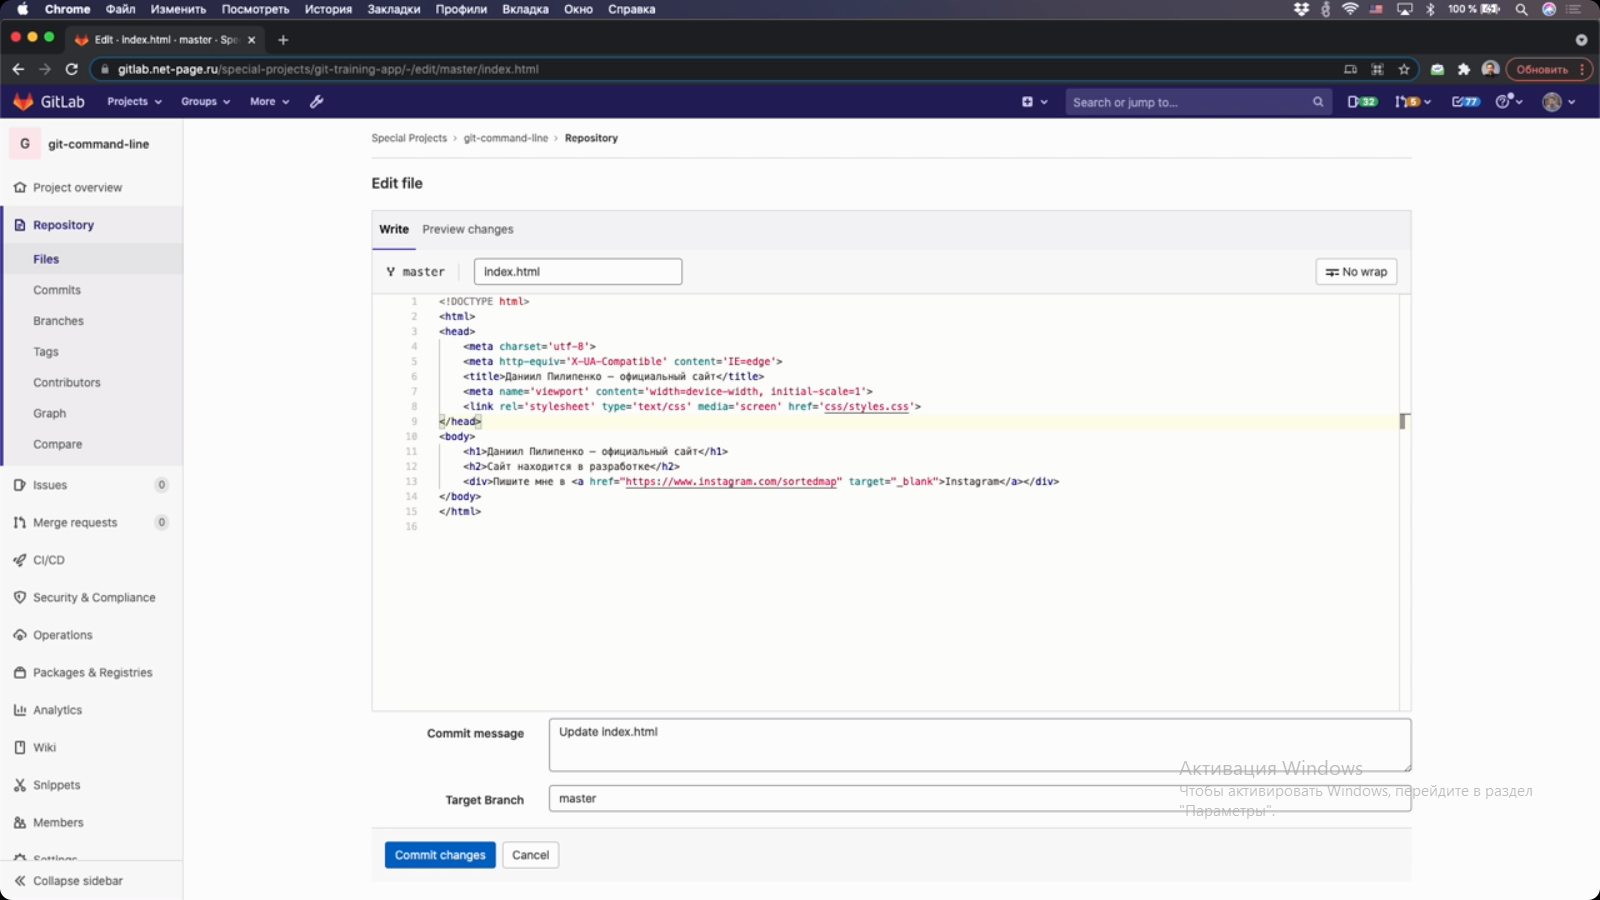 Chrome Файл Изменить Посмотреть История Закладки Профили Вкладка Окно Справка 100 %
Edit · index.html · master · Spe
gitlab.net-page.ru/special-projects/git-training-app/-/edit/master/index.html Обновить
GitLab Projects Groups More Search or jump to... 32 5 77
G git-command-line
Project overview
Repository
Files
Commits
Branches
Tags
Contributors
Graph
Compare
Issues 0
Merge requests 0
CI/CD
Security & Compliance
Operations
Packages & Registries
Analytics
Wiki
Snippets
Members
Settings
Collapse sidebar
Special Projects › git-command-line › Repository
Edit file
Write Preview changes
master index.html No wrap
1 <!DOCTYPE html>
2 <html>
3 <head>
4 <meta charset='utf-8'>
5 <meta http-equiv='X-UA-Compatible' content='IE=edge'>
6 <title>Даниил Пилипенко — официальный сайт</title>
7 <meta name='viewport' content='width=device-width, initial-scale=1'>
8 <link rel='stylesheet' type='text/css' media='screen' href='css/styles.css'>
9 </head>
10 <body>
11 <h1>Даниил Пилипенко — официальный сайт</h1>
12 <h2>Сайт находится в разработке</h2>
13 <div>Пишите мне в <a href="https://www.instagram.com/sortedmap" target="_blank">Instagram</a></div>
14 </body>
15 </html>
16
Commit message Update index.html
Target Branch master
Commit changes Cancel
Активация Windows
Чтобы активировать Windows, перейдите в раздел
"Параметры".